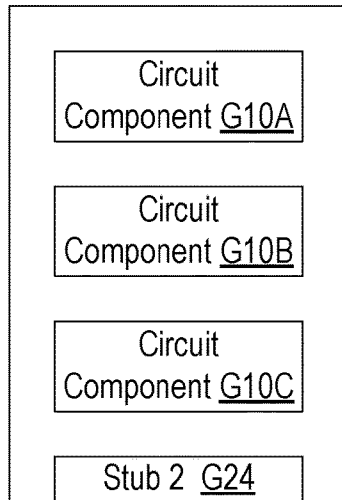 Circuit
Component G10A
Circuit
Component G10B
Circuit
Component G10C
Stub 2 G24